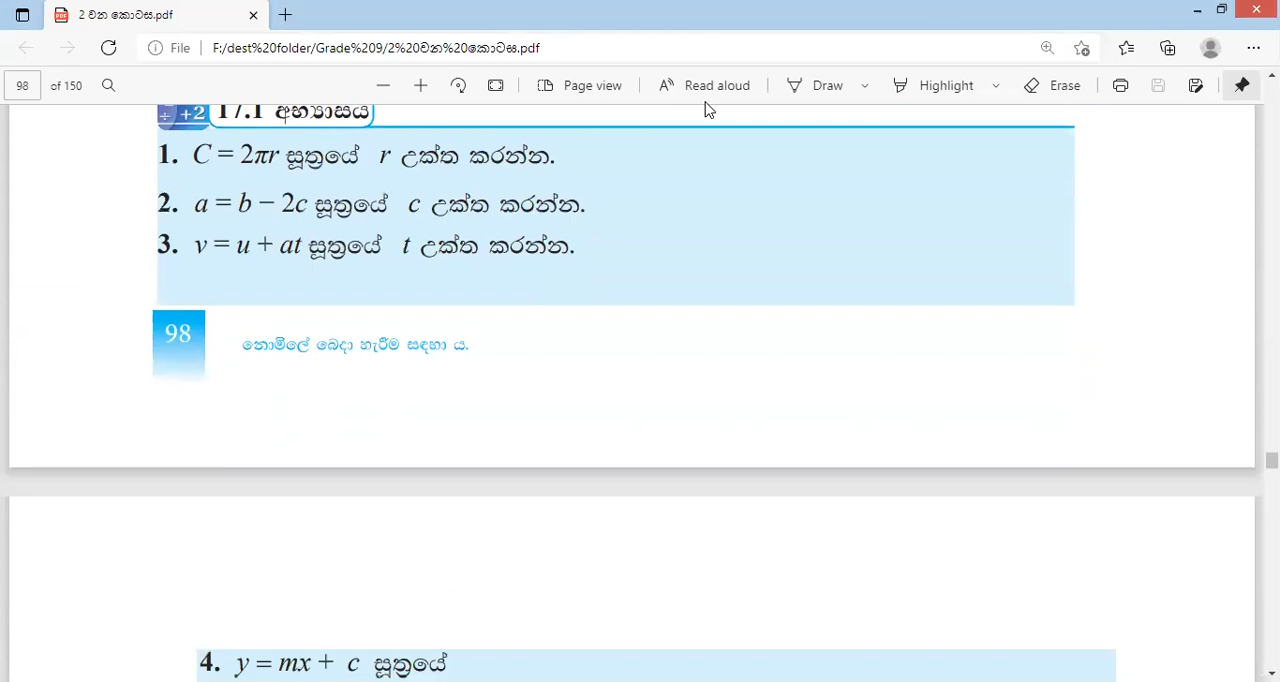 2 වන කොටස.pdf
File F:/dest%20folder/Grade%209/2%20වන%20කොටස.pdf
98 of 150 Page view Read aloud Draw Highlight Erase
÷ +2 17.1 අභ්‍යාසය
1. C = 2πr සූත්‍රයේ r උක්ත කරන්න.
2. a = b − 2c සූත්‍රයේ c උක්ත කරන්න.
3. v = u + at සූත්‍රයේ t උක්ත කරන්න.
98 නොමිලේ බෙදා හැරීම සඳහා ය.
4. y = mx + c සූත්‍රයේ